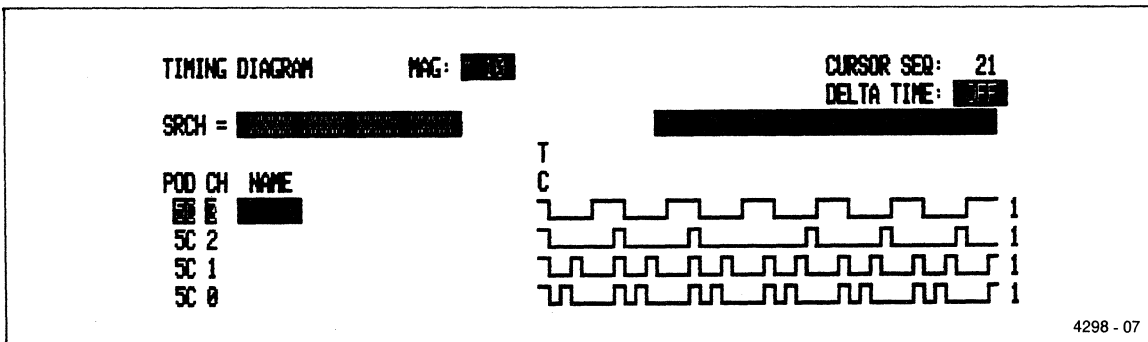 TIMING DIAGRAM MAG: CURSOR SEQ: 21
DELTA TIME: OFF
SRCH =
T
POD CH NAME C
1
5C 2 1
5C 1 1
5C 0 1
4298 - 07